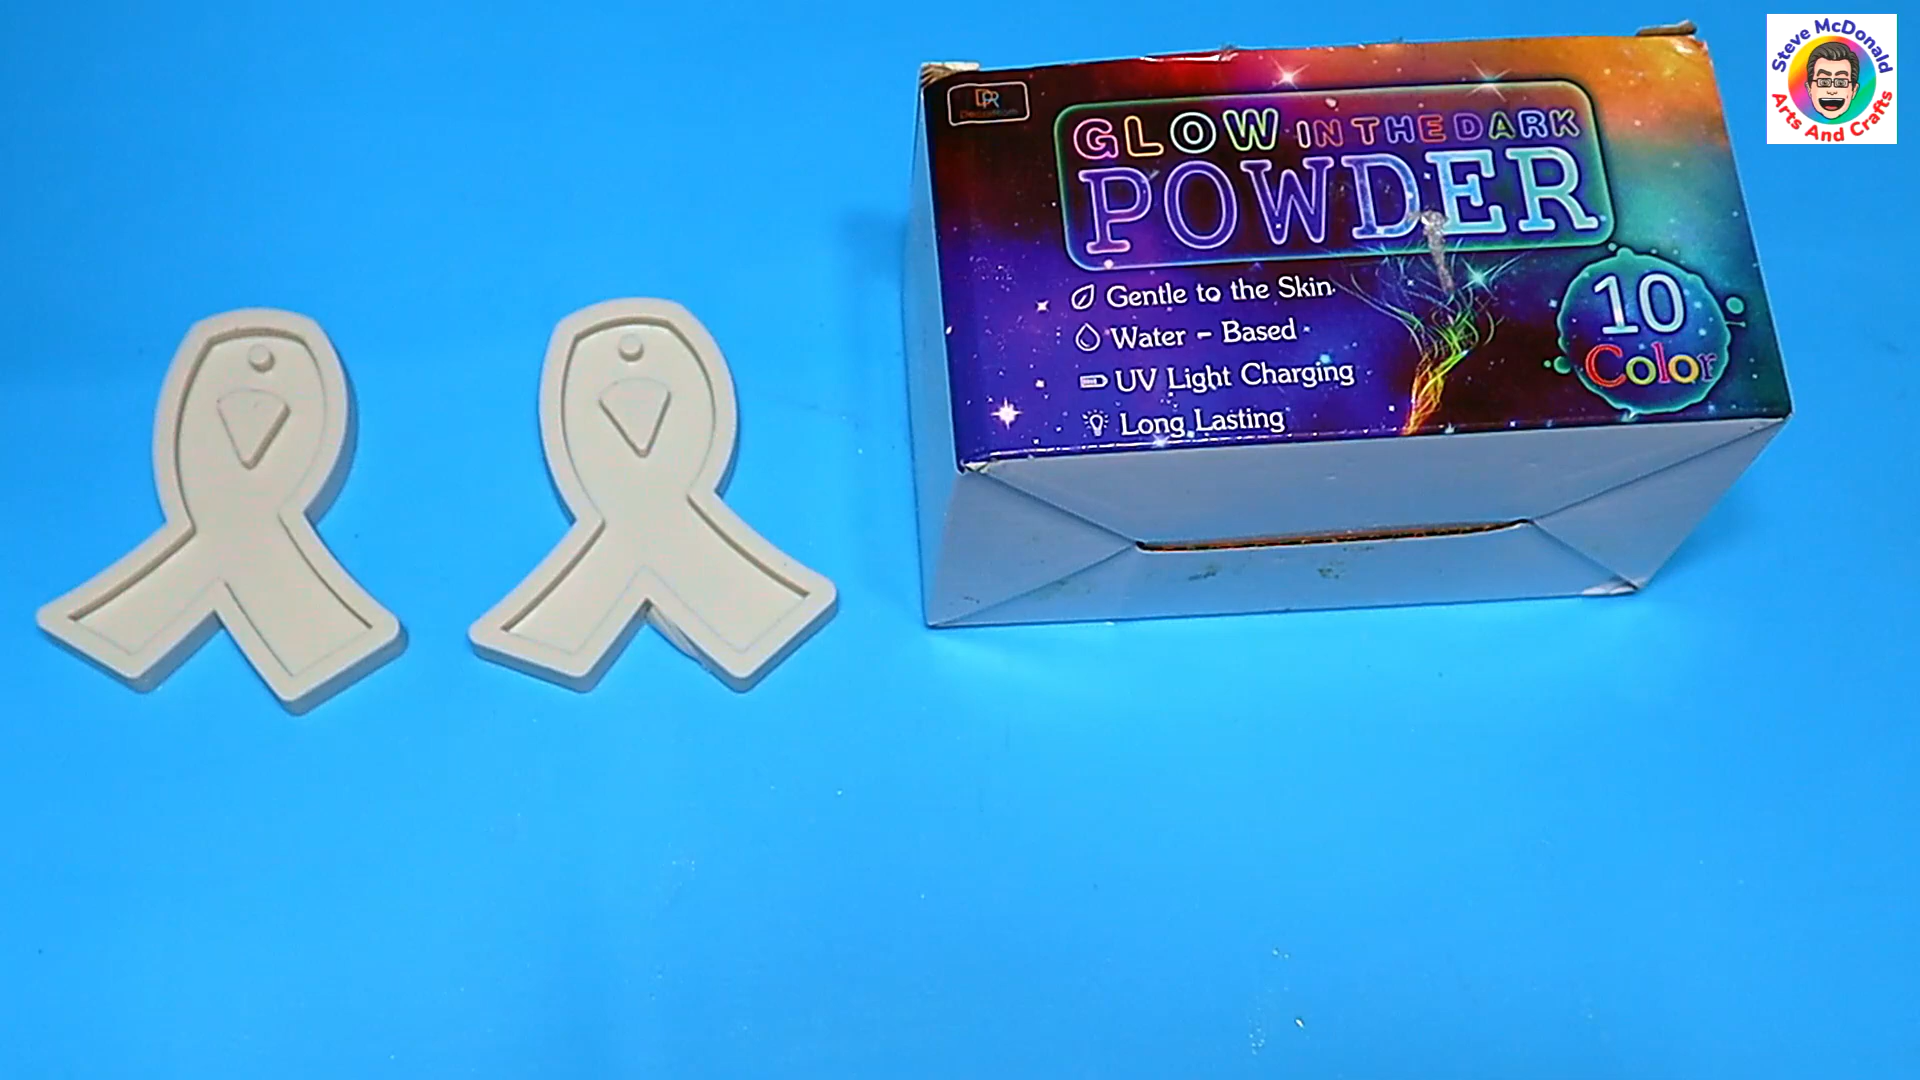 GLOW IN THE DARK
POWDER
Gentle to the Skin
Water - Based
UV Light Charging
Long Lasting
10
Color
Steve McDonald
Arts And Crafts